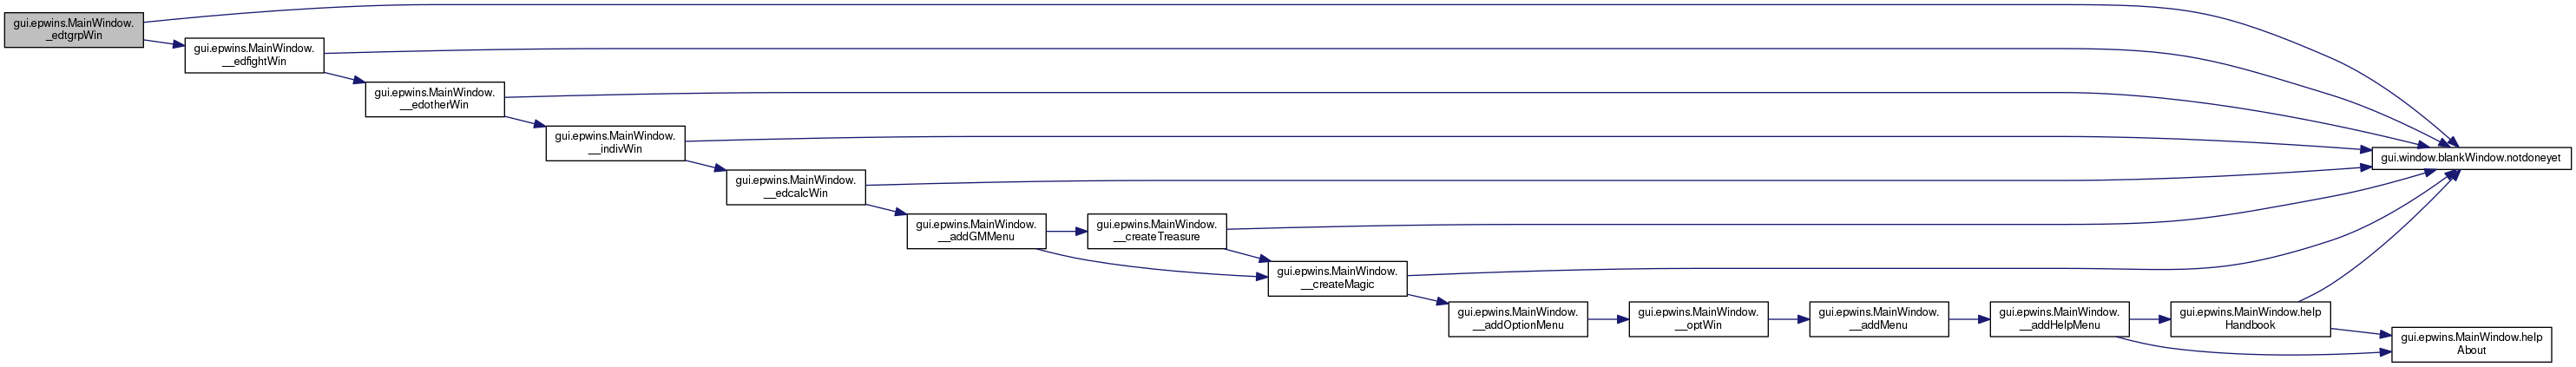 gui.epwins.MainWindow.
_edtgrpWin
gui.epwins.MainWindow.
__edfightWin
gui.epwins.MainWindow.
__edotherWin
gui.epwins.MainWindow.
__indivWin
gui.window.blankWindow.notdoneyet
gui.epwins.MainWindow.
__edcalcWin
gui.epwins.MainWindow.
__addGMMenu
gui.epwins.MainWindow.
__createTreasure
gui.epwins.MainWindow.
__createMagic
gui.epwins.MainWindow.
__addOptionMenu
gui.epwins.MainWindow.
__optWin
gui.epwins.MainWindow.
__addMenu
gui.epwins.MainWindow.
__addHelpMenu
gui.epwins.MainWindow.help
Handbook
gui.epwins.MainWindow.help
About